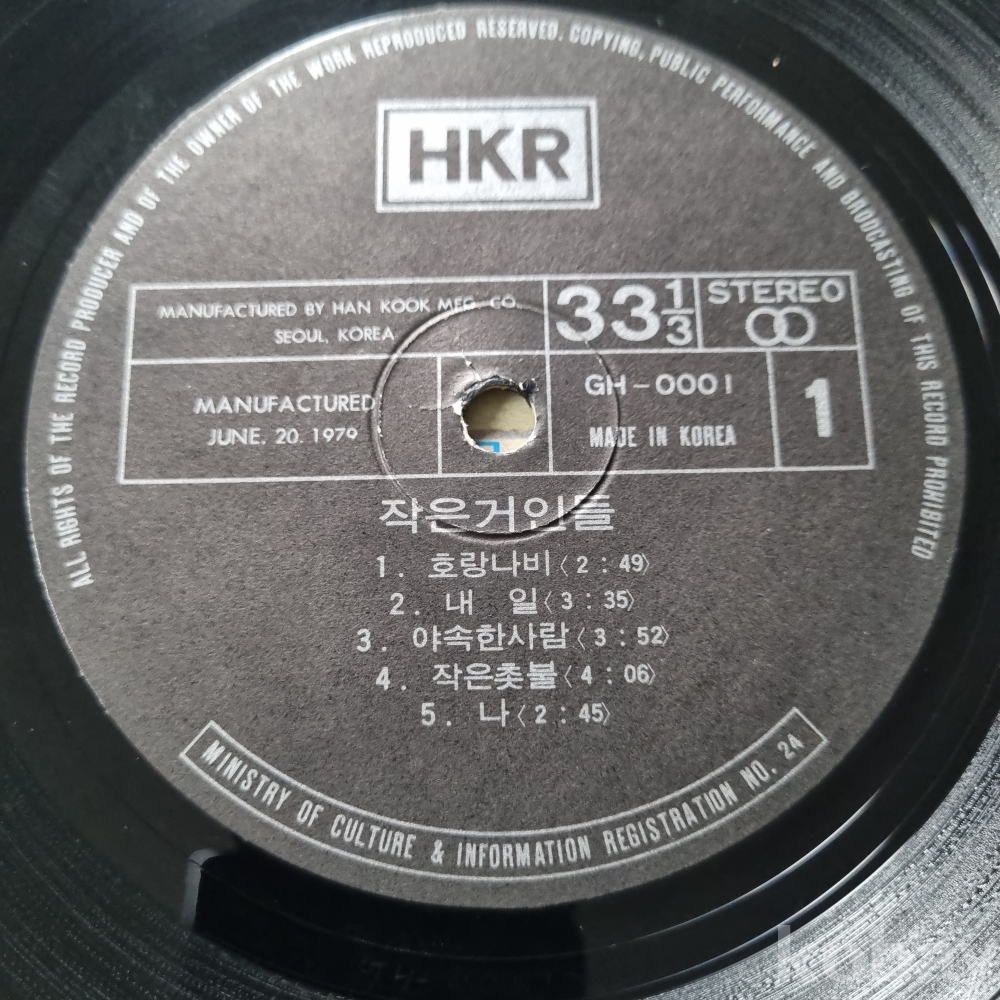 ALL RIGHTS OF THE RECORD PRODUCER AND OF THE OWNER OF THE WORK REPRODUCED RESERVED. COPYING, PUBLIC PERFORMANCE AND BRODCASTING OF THIS RECORD PROHIBITED
HKR
MANUFACTURED BY HAN KOOK MFG. CO.
SEOUL, KOREA
33 1/3
STEREO
MANUFACTURED
JUNE. 20. 1979
GH-0001
MADE IN KOREA
1
작은거인들
1. 호랑나비〈2:49〉
2. 내 일〈3:35〉
3. 야속한사람〈3:52〉
4. 작은촛불〈4:06〉
5. 나〈2:45〉
MINISTRY OF CULTURE & INFORMATION REGISTRATION NO. 24